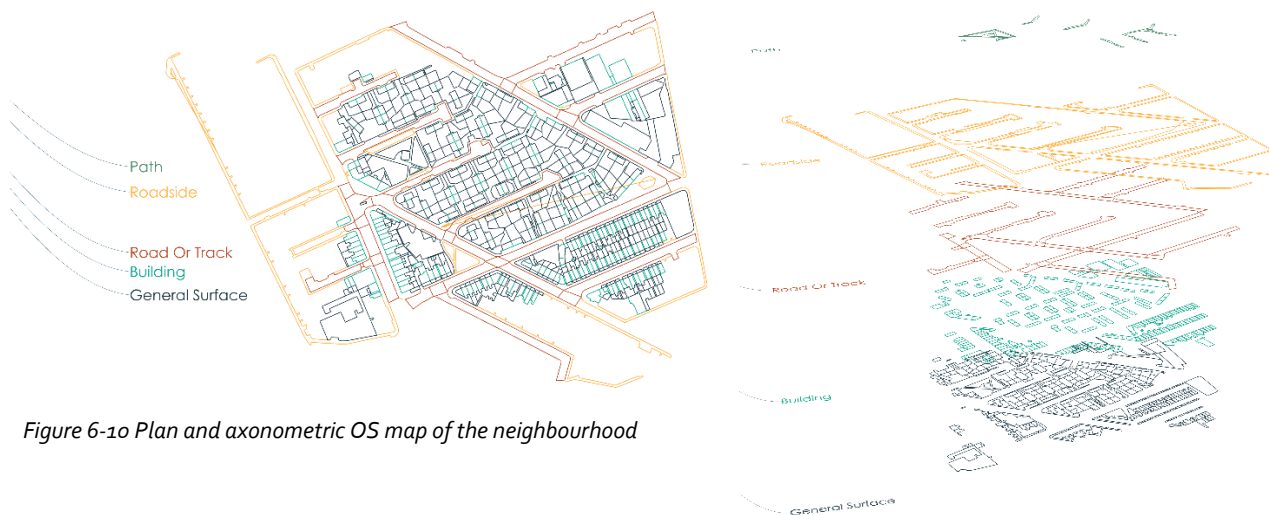 Path
Roadside
Road Or Track
Building
General Surface
Figure 6-10 Plan and axonometric OS map of the neighbourhood
Path
Roadside
Road Or Track
Building
General Surface